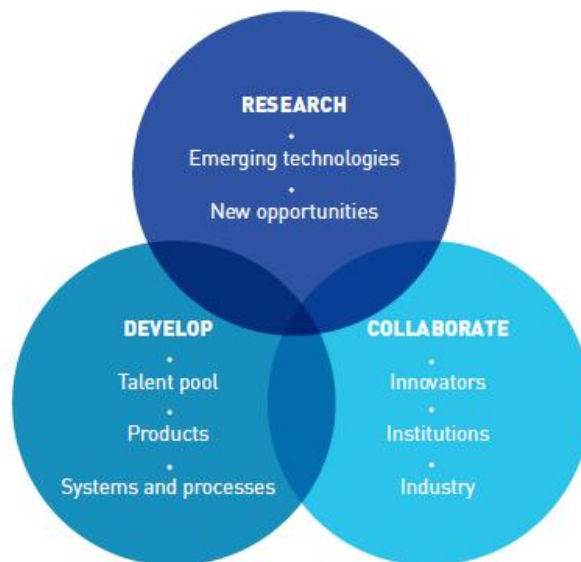 RESEARCH
Emerging technologies
New opportunities
DEVELOP
Talent pool
Products
Systems and processes
COLLABORATE
Innovators
Institutions
Industry